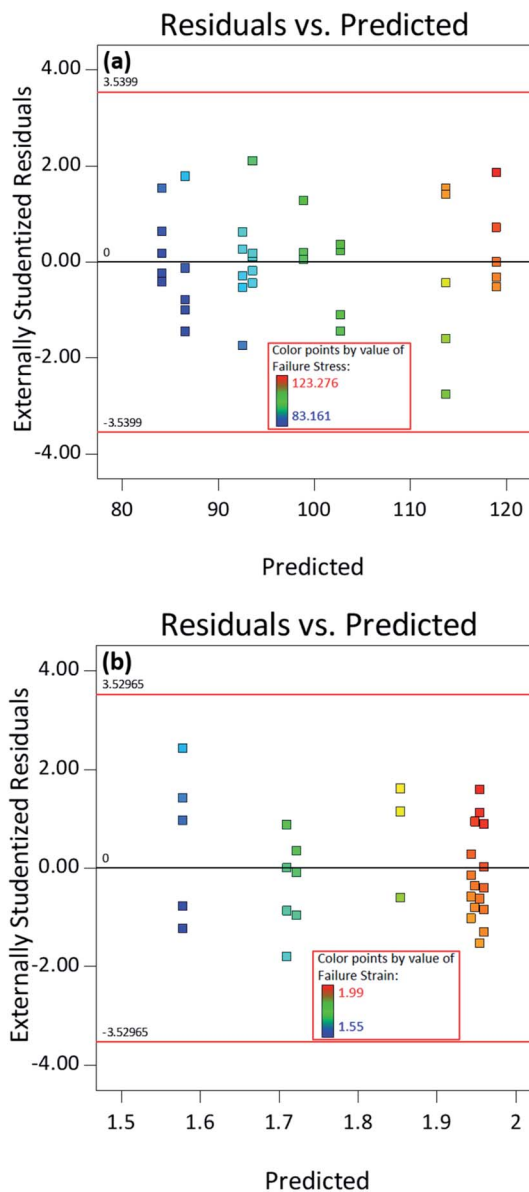 Residuals vs. Predicted
(a)
4.00
3.5399
2.00
0
0.00
-2.00
-3.5399
-4.00
Externally Studentized Residuals
Color points by value of
Failure Stress:
123.276
83.161
80 90 100 110 120
Predicted
Residuals vs. Predicted
(b)
4.00
3.52965
2.00
0
0.00
-2.00
-3.52965
-4.00
Externally Studentized Residuals
Color points by value of
Failure Strain:
1.99
1.55
1.5 1.6 1.7 1.8 1.9 2
Predicted